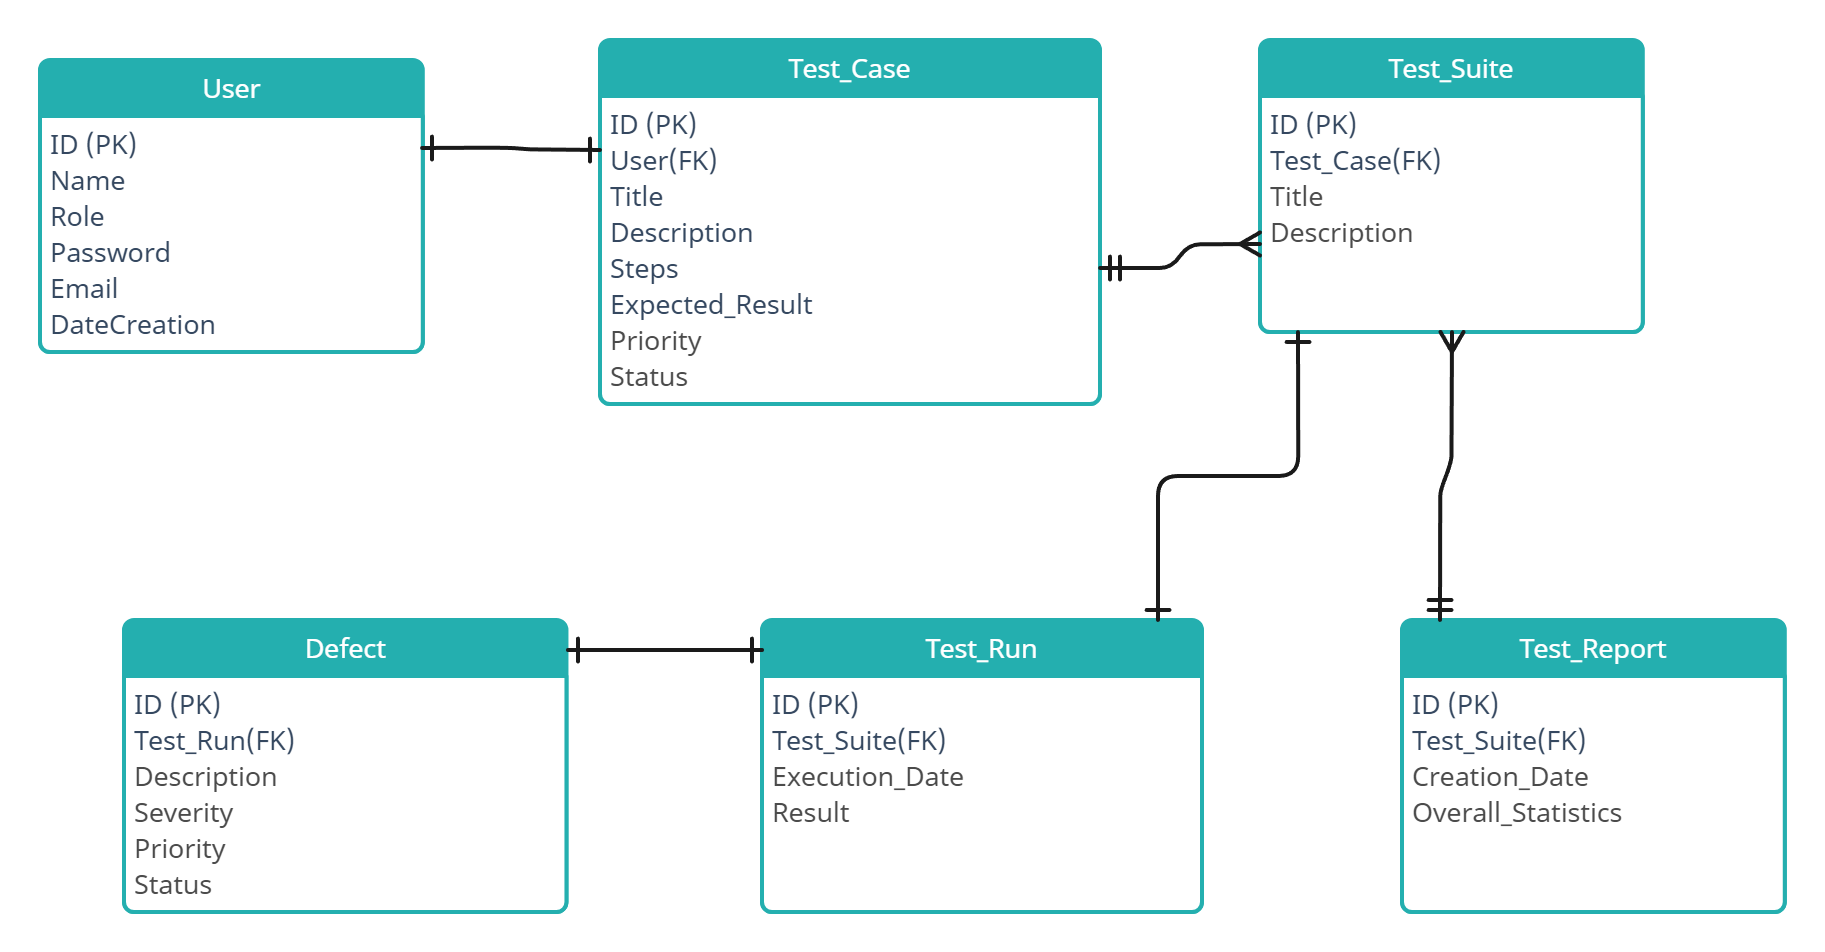 User
ID (PK)
Name
Role
Password
Email
DateCreation
Test_Case
ID (PK)
User(FK)
Title
Description
Steps
Expected_Result
Priority
Status
Test_Suite
ID (PK)
Test_Case(FK)
Title
Description
Defect
ID (PK)
Test_Run(FK)
Description
Severity
Priority
Status
Test_Run
ID (PK)
Test_Suite(FK)
Execution_Date
Result
Test_Report
ID (PK)
Test_Suite(FK)
Creation_Date
Overall_Statistics